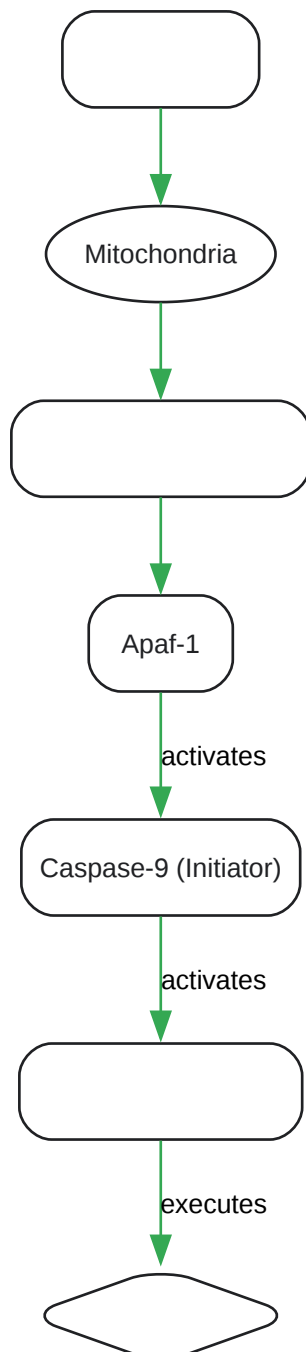 Mitochondria
Apaf-1
activates
Caspase-9 (Initiator)
activates
executes